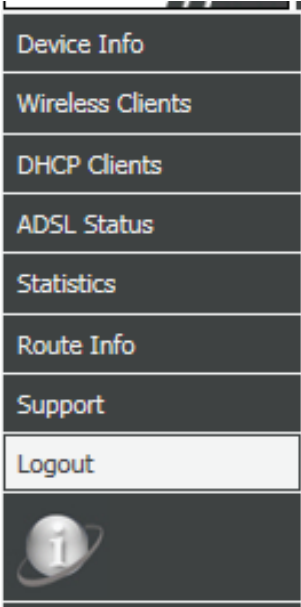 Device Info
Wireless Clients
DHCP Clients
ADSL Status
Statistics
Route Info
Support
Logout